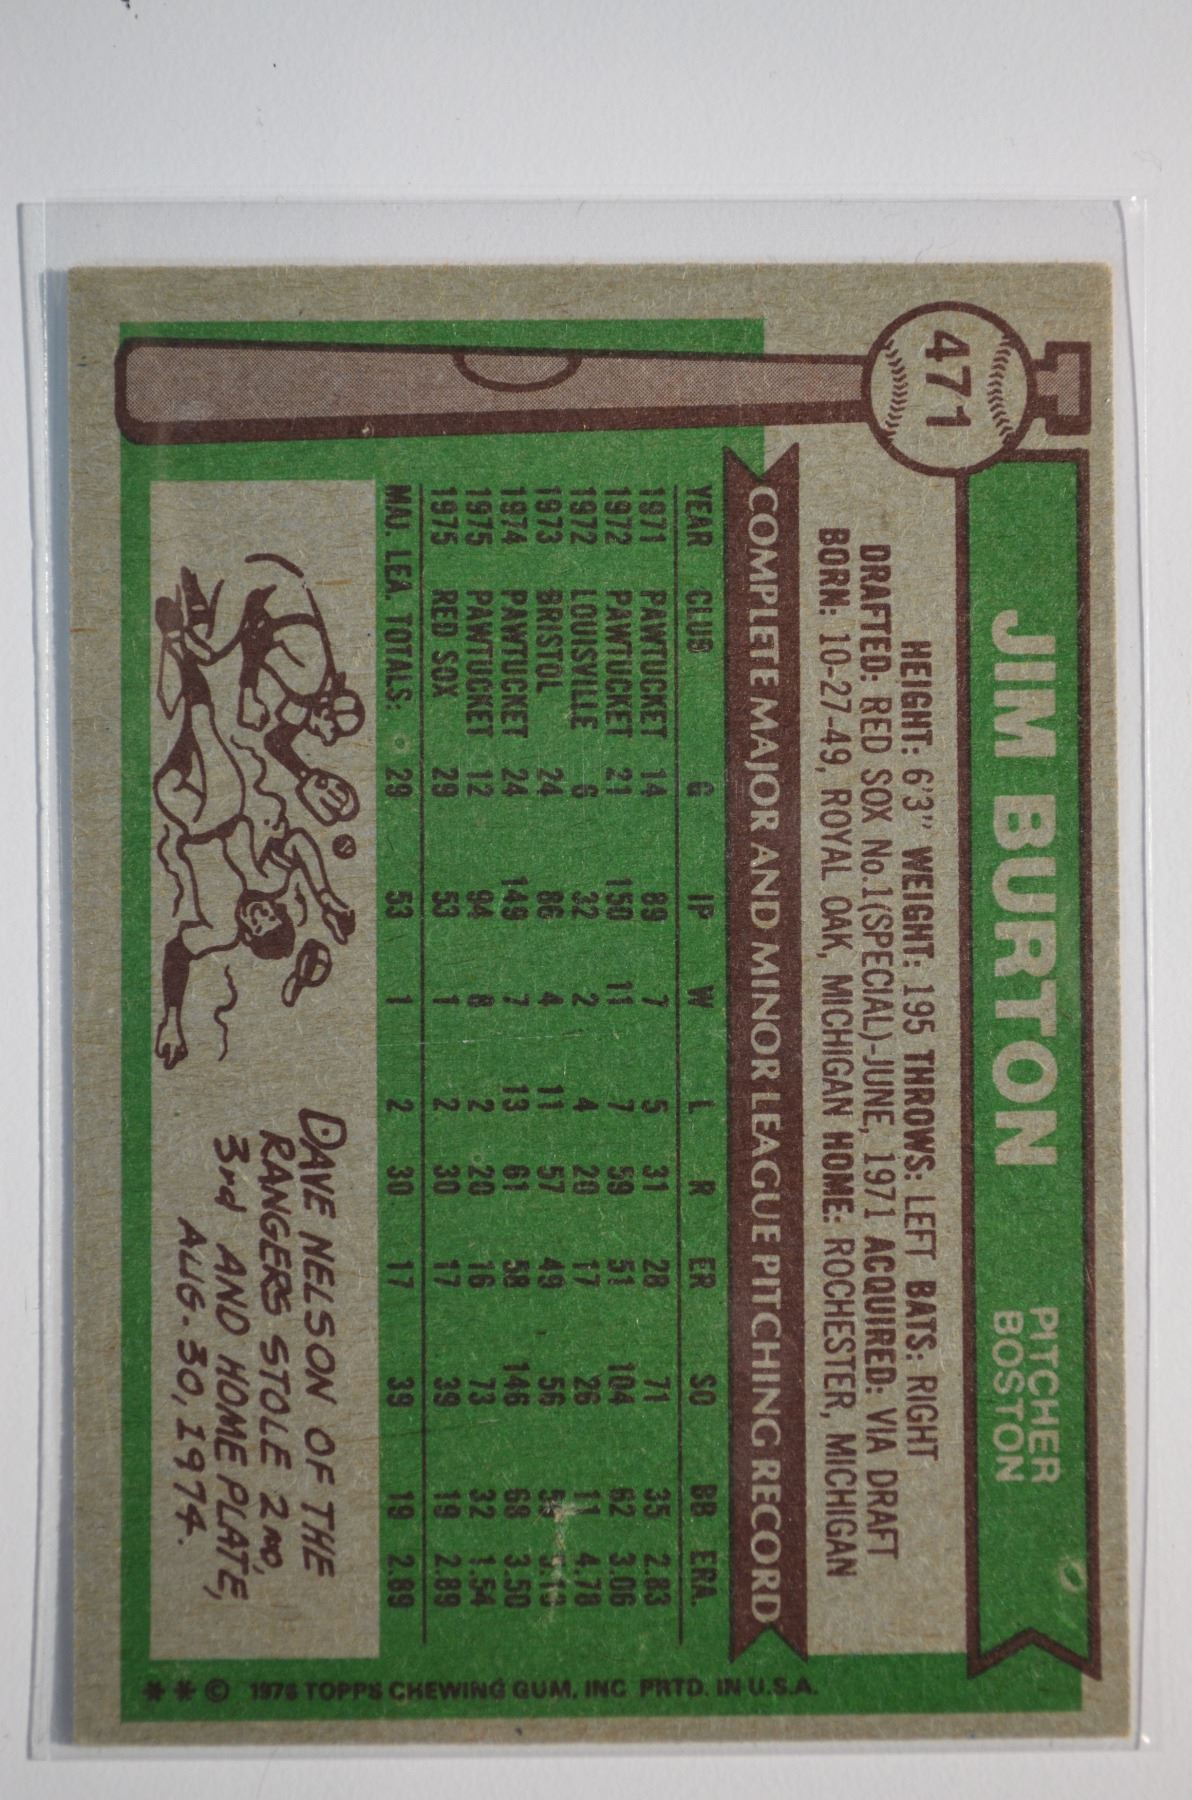 471
JIM BURTON
PITCHER
BOSTON
HEIGHT: 6'3" WEIGHT: 195 THROWS: LEFT BATS: RIGHT
DRAFTED: RED SOX No.1(SPECIAL)-JUNE, 1971 ACQUIRED: VIA DRAFT
BORN: 10-27-49, ROYAL OAK, MICHIGAN HOME: ROCHESTER, MICHIGAN
COMPLETE MAJOR AND MINOR LEAGUE PITCHING RECORD
YEAR CLUB G IP W L R ER SO BB ERA.
1971 PAWTUCKET 14 89 7 5 31 28 71 35 2.83
1972 PAWTUCKET 21 150 11 7 59 51 104 62 3.06
1972 LOUISVILLE 6 32 2 4 20 17 26 11 4.78
1973 BRISTOL 24 86 4 11 57 49 56
1974 PAWTUCKET 24 149 7 13 61 58 146 69 3.50
1975 PAWTUCKET 12 94 8 2 20 16 73 32 1.54
1975 RED SOX 29 53 1 2 30 17 39 19 2.89
MAJ. LEA. TOTALS: 29 53 1 2 30 17 39 19 2.89
DAVE NELSON OF THE
RANGERS STOLE 2ND,
3rd AND HOME PLATE,
AUG. 30, 1974.
* * © 1976 TOPPS CHEWING GUM, INC PRTD. IN U.S.A.